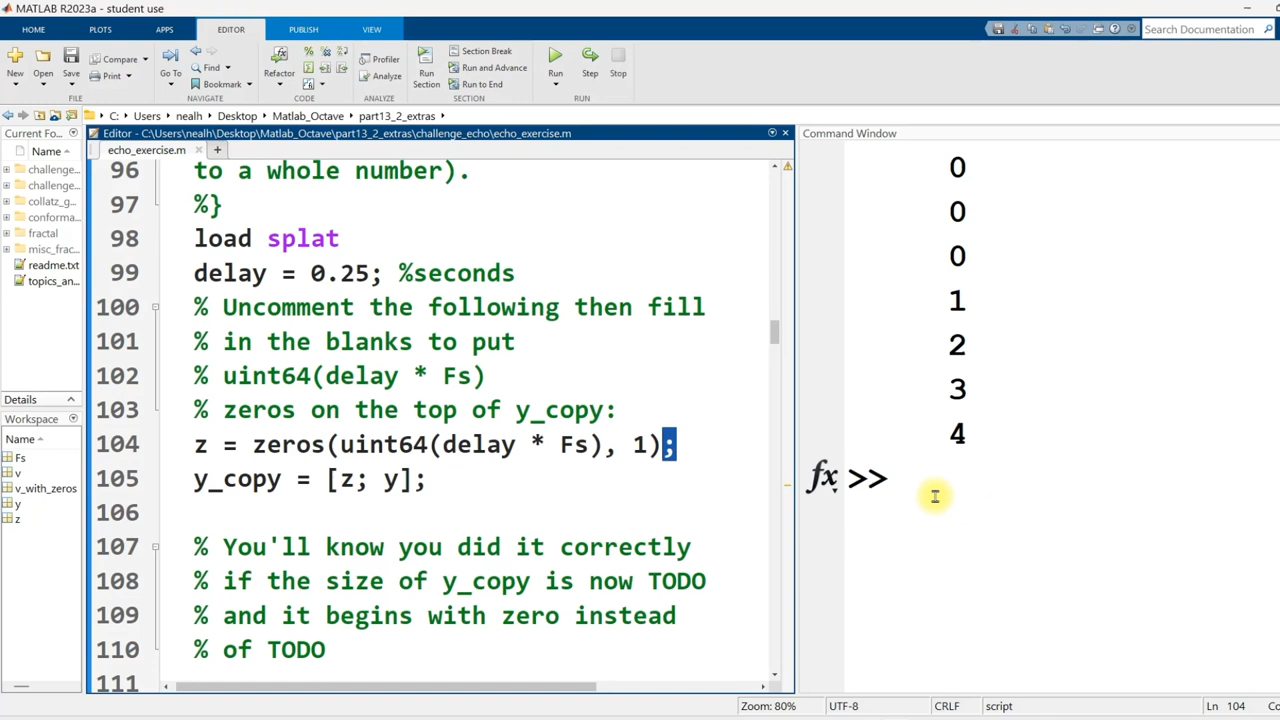 MATLAB R2023a - student use
HOME PLOTS APPS EDITOR PUBLISH VIEW
Search Documentation
New Open Save Compare Print
Go To Find Bookmark
Refactor
Profiler
Analyze
Run Section
Section Break
Run and Advance
Run to End
Run Step Stop
FILE NAVIGATE CODE ANALYZE SECTION RUN
C: Users nealh Desktop Matlab_Octave part13_2_extras
Current Fo...
Name
challenge...
challenge...
collatz_g...
conforma...
fractal
misc_frac...
readme.txt
topics_an...
Details
Workspace
Name
Fs
v
v_with_zeros
y
z
Editor - C:\Users\nealh\Desktop\Matlab_Octave\part13_2_extras\challenge_echo\echo_exercise.m
echo_exercise.m
96 to a whole number).
97 %}
98 load splat
99 delay = 0.25; %seconds
100 % Uncomment the following then fill
101 % in the blanks to put
102 % uint64(delay * Fs)
103 % zeros on the top of y_copy:
104 z = zeros(uint64(delay * Fs), 1);
105 y_copy = [z; y];
106
107 % You'll know you did it correctly
108 % if the size of y_copy is now TODO
109 % and it begins with zero instead
110 % of TODO
111
Command Window
0
0
0
1
2
3
4
fx >>
Zoom: 80% UTF-8 CRLF script Ln 104 Co